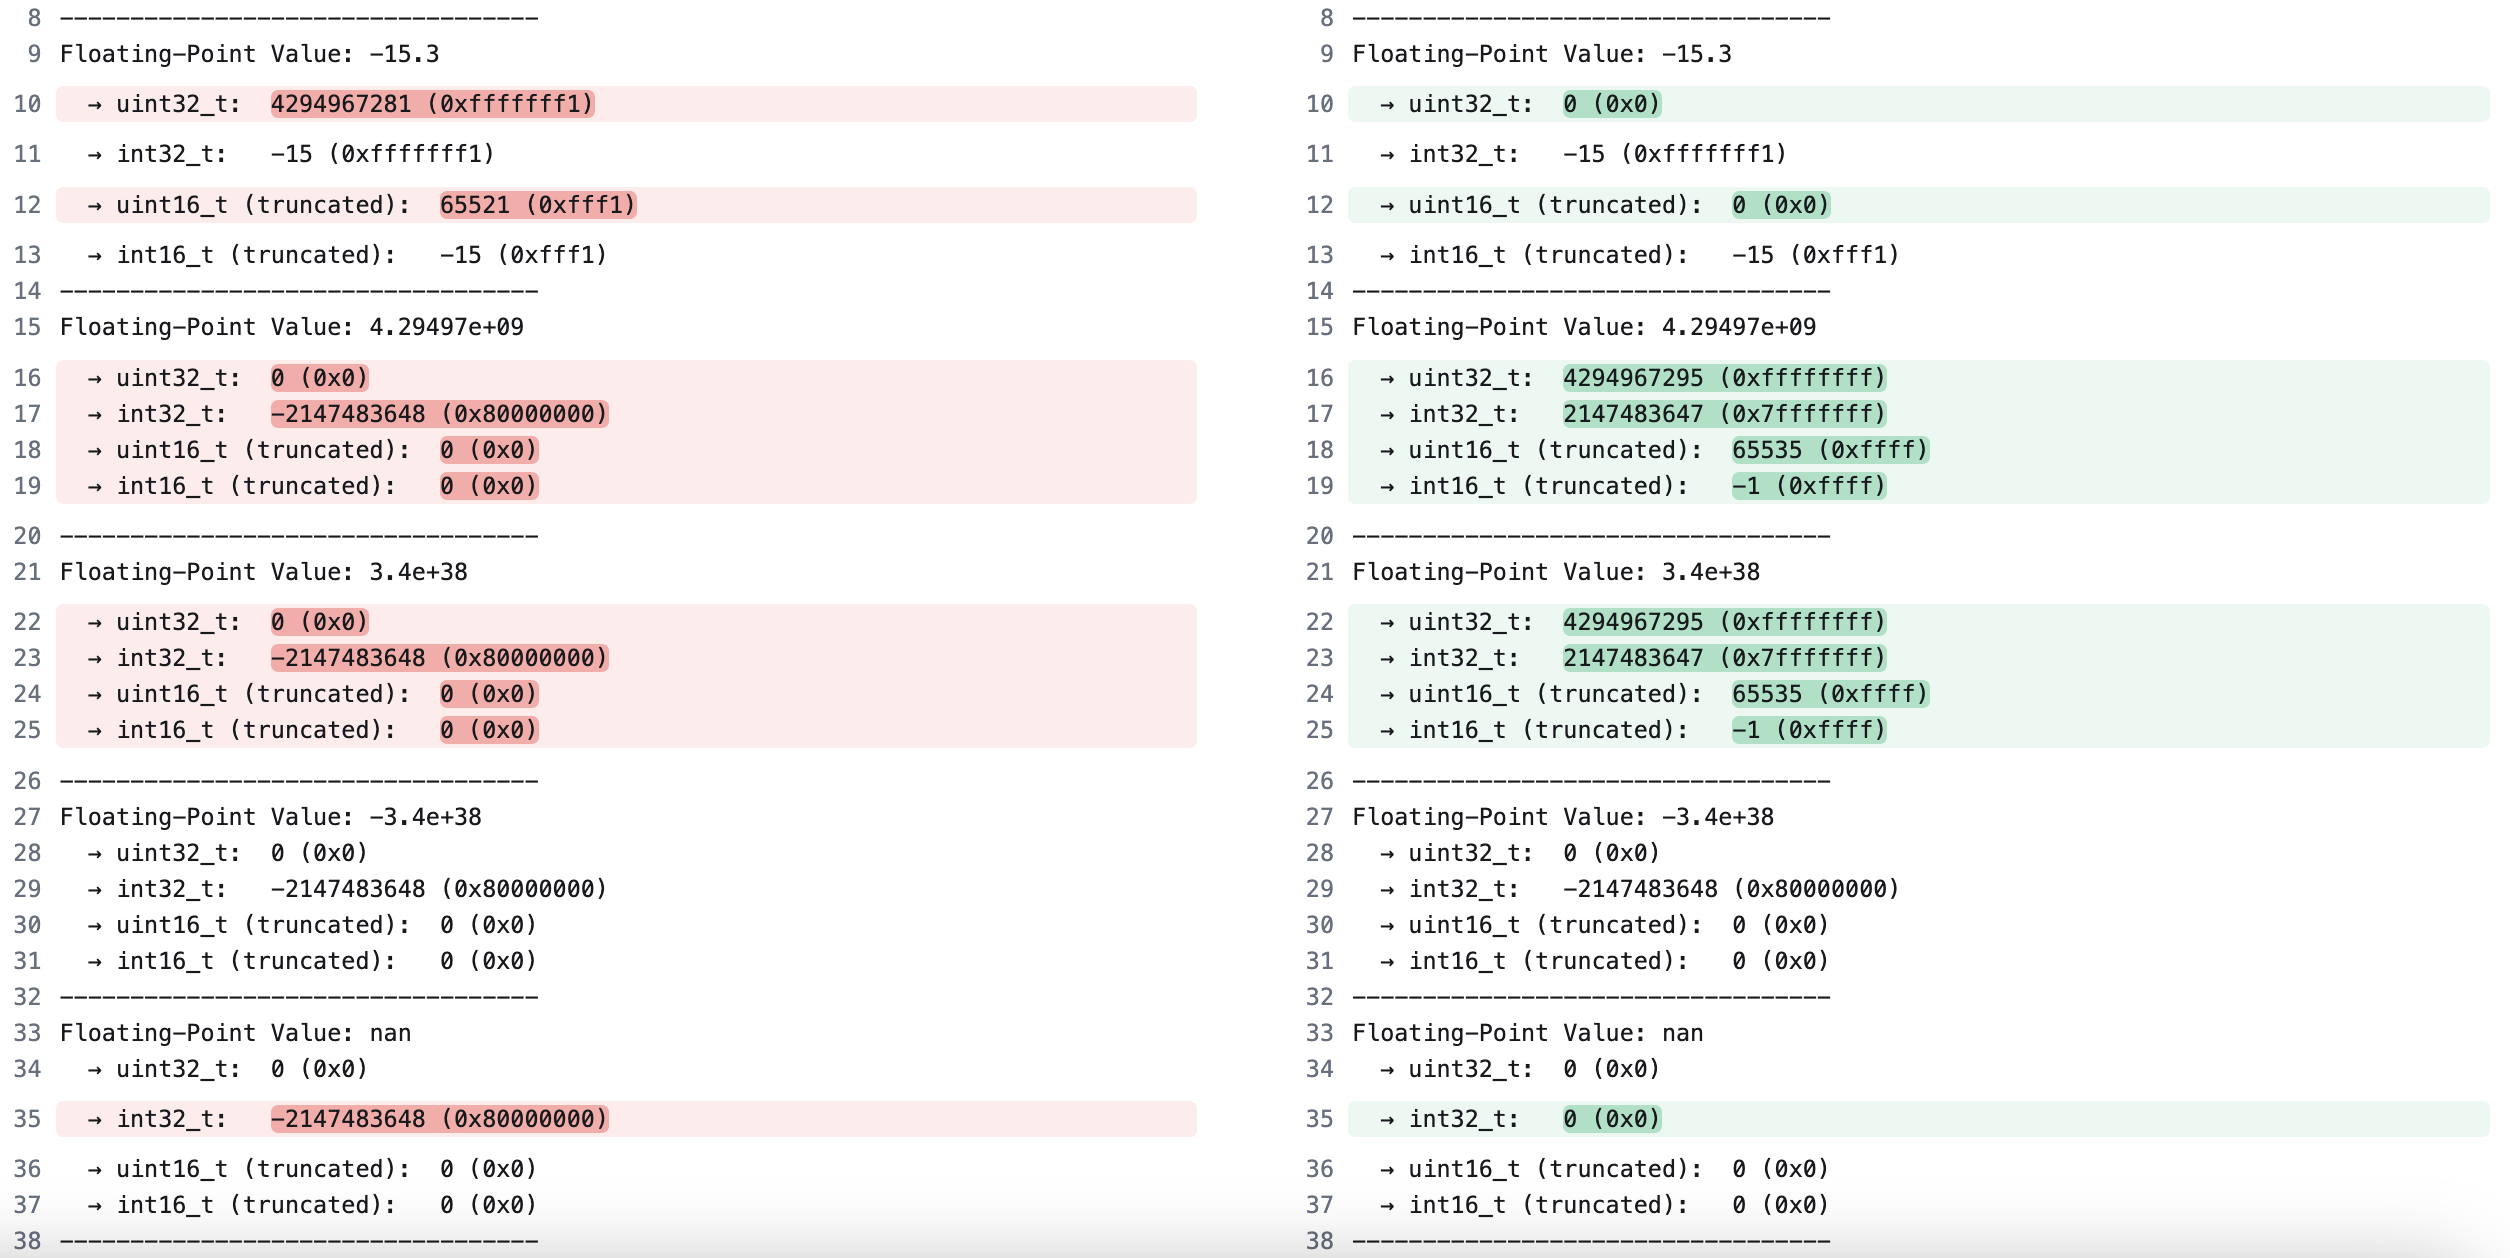 8 ----------------------------------
9 Floating-Point Value: -15.3
10   → uint32_t:  4294967281 (0xfffffff1)
11   → int32_t:   -15 (0xfffffff1)
12   → uint16_t (truncated):  65521 (0xfff1)
13   → int16_t (truncated):   -15 (0xfff1)
14 ----------------------------------
15 Floating-Point Value: 4.29497e+09
16   → uint32_t:  0 (0x0)
17   → int32_t:   -2147483648 (0x80000000)
18   → uint16_t (truncated):  0 (0x0)
19   → int16_t (truncated):   0 (0x0)
20 ----------------------------------
21 Floating-Point Value: 3.4e+38
22   → uint32_t:  0 (0x0)
23   → int32_t:   -2147483648 (0x80000000)
24   → uint16_t (truncated):  0 (0x0)
25   → int16_t (truncated):   0 (0x0)
26 ----------------------------------
27 Floating-Point Value: -3.4e+38
28   → uint32_t:  0 (0x0)
29   → int32_t:   -2147483648 (0x80000000)
30   → uint16_t (truncated):  0 (0x0)
31   → int16_t (truncated):   0 (0x0)
32 ----------------------------------
33 Floating-Point Value: nan
34   → uint32_t:  0 (0x0)
35   → int32_t:   -2147483648 (0x80000000)
36   → uint16_t (truncated):  0 (0x0)
37   → int16_t (truncated):   0 (0x0)
38 ----------------------------------
8 ----------------------------------
9 Floating-Point Value: -15.3
10   → uint32_t:  0 (0x0)
11   → int32_t:   -15 (0xfffffff1)
12   → uint16_t (truncated):  0 (0x0)
13   → int16_t (truncated):   -15 (0xfff1)
14 ----------------------------------
15 Floating-Point Value: 4.29497e+09
16   → uint32_t:  4294967295 (0xffffffff)
17   → int32_t:   2147483647 (0x7fffffff)
18   → uint16_t (truncated):  65535 (0xffff)
19   → int16_t (truncated):   -1 (0xffff)
20 ----------------------------------
21 Floating-Point Value: 3.4e+38
22   → uint32_t:  4294967295 (0xffffffff)
23   → int32_t:   2147483647 (0x7fffffff)
24   → uint16_t (truncated):  65535 (0xffff)
25   → int16_t (truncated):   -1 (0xffff)
26 ----------------------------------
27 Floating-Point Value: -3.4e+38
28   → uint32_t:  0 (0x0)
29   → int32_t:   -2147483648 (0x80000000)
30   → uint16_t (truncated):  0 (0x0)
31   → int16_t (truncated):   0 (0x0)
32 ----------------------------------
33 Floating-Point Value: nan
34   → uint32_t:  0 (0x0)
35   → int32_t:   0 (0x0)
36   → uint16_t (truncated):  0 (0x0)
37   → int16_t (truncated):   0 (0x0)
38 ----------------------------------